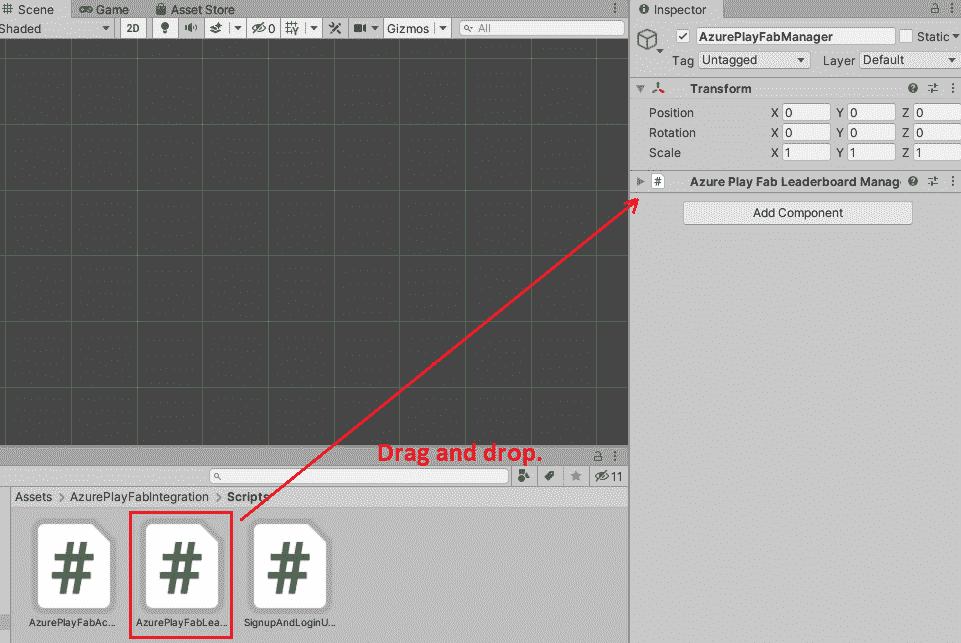 Scene Game Asset Store
Shaded 2D 0 Gizmos All
Inspector
AzurePlayFabManager Static
Tag Untagged Layer Default
Transform
Position X 0 Y 0 Z 0
Rotation X 0 Y 0 Z 0
Scale X 1 Y 1 Z 1
# Azure Play Fab Leaderboard Manag
Add Component
Drag and drop.
11
Assets > AzurePlayFabIntegration > Scripts
# # #
AzurePlayFabAc... AzurePlayFabLea... SignupAndLoginU...